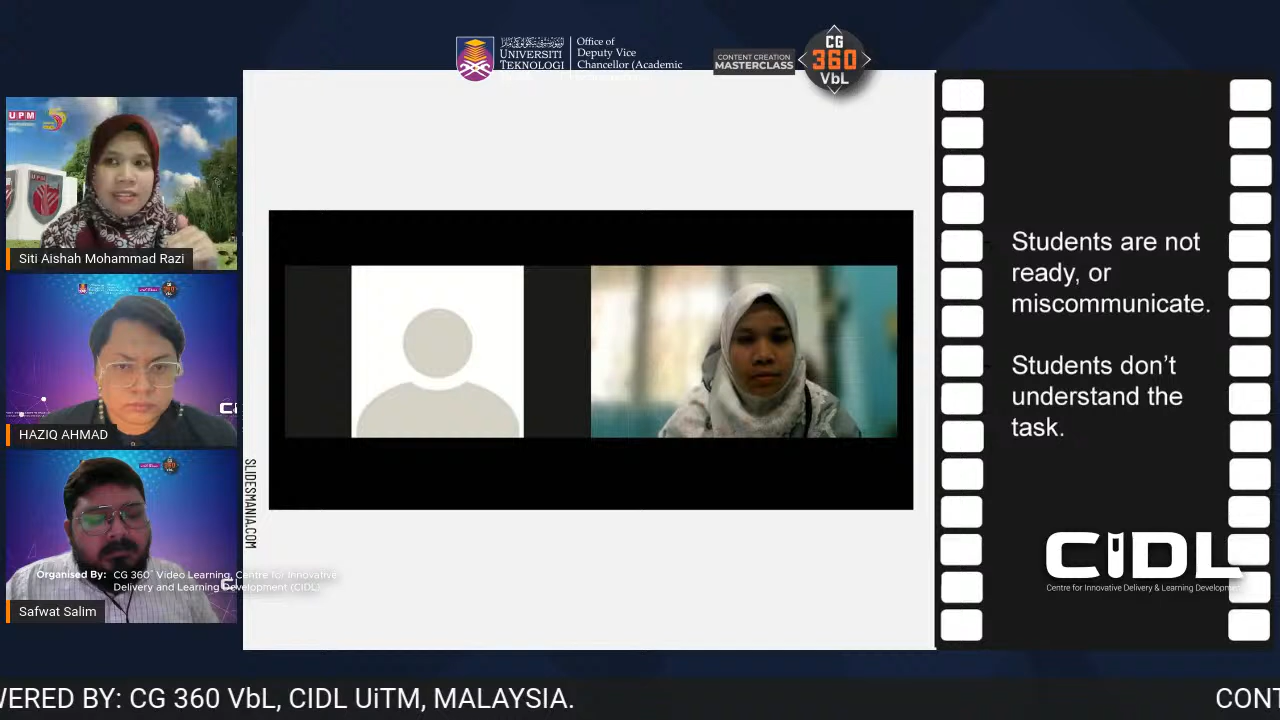 UNIVERSITI
TEKNOLOGI
Office of
Deputy Vice
Chancellor (Academic
CONTENT CREATION
MASTERCLASS
CG
360
VbL
UPM
Siti Aishah Mohammad Razi
HAZIQ AHMAD
Organised By: CG 360° Video Learning, Centre for Innovative
Delivery and Learning Development (CIDL)
Safwat Salim
SLIDESMANIA.COM
Students are not
ready, or
miscommunicate.
Students don’t
understand the
task.
CIDL
Centre for Innovative Delivery & Learning Development
WERED BY: CG 360 VbL, CIDL UiTM, MALAYSIA.
CONT